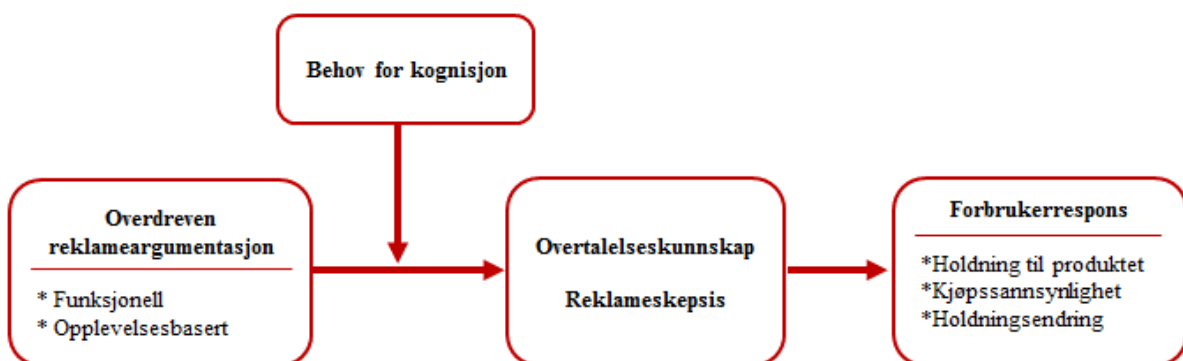 Behov for kognisjon
Overdreven
reklameargumentasjon
* Funksjonell
* Opplevelsesbasert
Overtalelseskunnskap
Reklameskepsis
Forbrukerrespons
*Holdning til produktet
*Kjøpssannsynlighet
*Holdningsendring